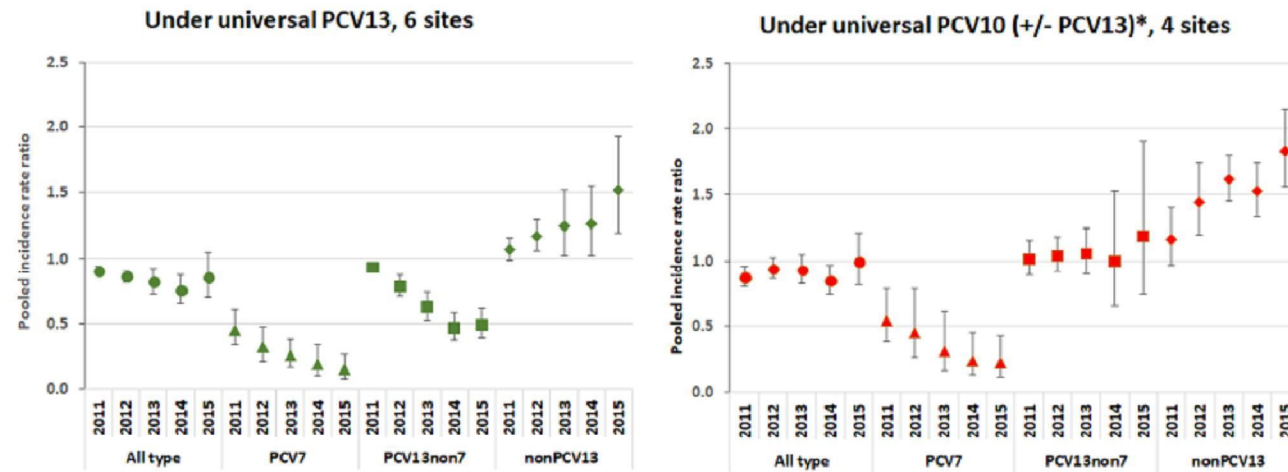 Under universal PCV13, 6 sites
Pooled incidence rate ratio
2.5
2.0
1.5
1.0
0.5
0.0
2011 2012 2013 2014 2015 2011 2012 2013 2014 2015 2011 2012 2013 2014 2015 2011 2012 2013 2014 2015
All type PCV7 PCV13non7 nonPCV13
Under universal PCV10 (+/- PCV13)*, 4 sites
Pooled incidence rate ratio
2.5
2.0
1.5
1.0
0.5
0.0
2011 2012 2013 2014 2015 2011 2012 2013 2014 2015 2011 2012 2013 2014 2015 2011 2012 2013 2014 2015
All type PCV7 PCV13non7 nonPCV13